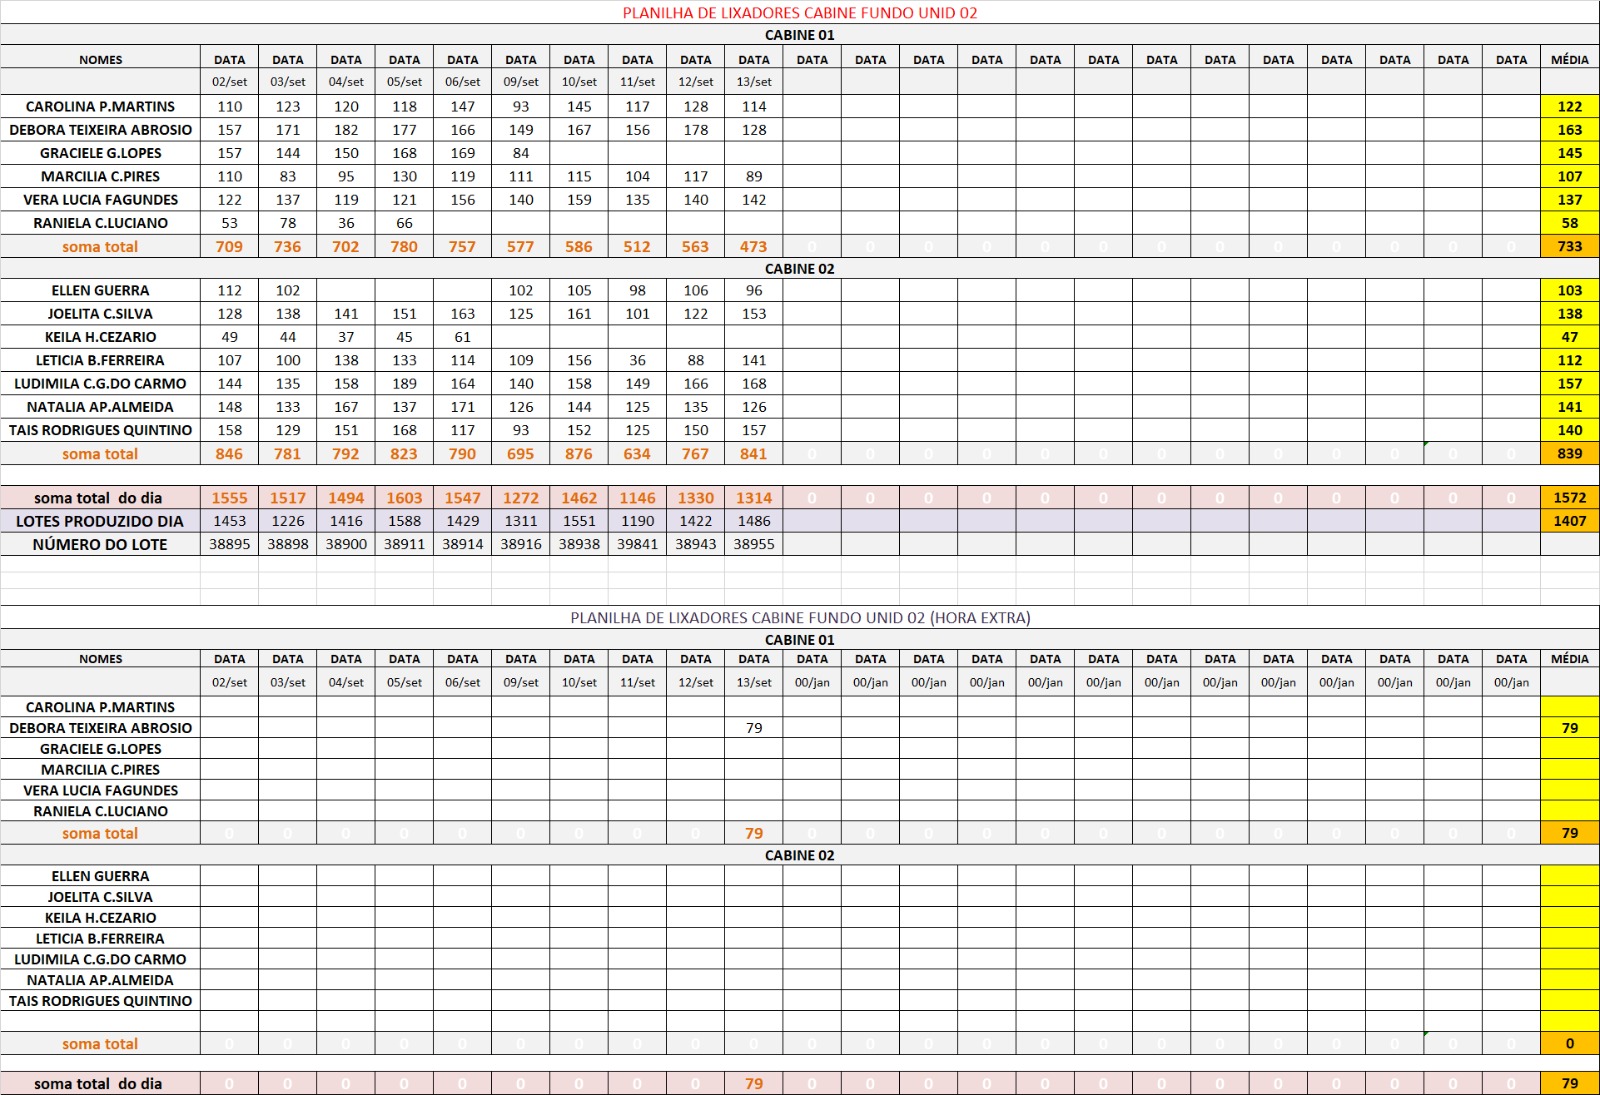 PLANILHA DE LIXADORES CABINE FUNDO UNID 02
CABINE 01
NOMES DATA DATA DATA DATA DATA DATA DATA DATA DATA DATA DATA DATA DATA DATA DATA DATA DATA DATA DATA DATA DATA DATA DATA MÉDIA
02/set 03/set 04/set 05/set 06/set 09/set 10/set 11/set 12/set 13/set
CAROLINA P.MARTINS 110 123 120 118 147 93 145 117 128 114 122
DEBORA TEIXEIRA ABROSIO 157 171 182 177 166 149 167 156 178 128 163
GRACIELE G.LOPES 157 144 150 168 169 84 145
MARCILIA C.PIRES 110 83 95 130 119 111 115 104 117 89 107
VERA LUCIA FAGUNDES 122 137 119 121 156 140 159 135 140 142 137
RANIELA C.LUCIANO 53 78 36 66 58
soma total 709 736 702 780 757 577 586 512 563 473 0 0 0 0 0 0 0 0 0 0 0 0 0 733
CABINE 02
ELLEN GUERRA 112 102 102 105 98 106 96 103
JOELITA C.SILVA 128 138 141 151 163 125 161 101 122 153 138
KEILA H.CEZARIO 49 44 37 45 61 47
LETICIA B.FERREIRA 107 100 138 133 114 109 156 36 88 141 112
LUDIMILA C.G.DO CARMO 144 135 158 189 164 140 158 149 166 168 157
NATALIA AP.ALMEIDA 148 133 167 137 171 126 144 125 135 126 141
TAIS RODRIGUES QUINTINO 158 129 151 168 117 93 152 125 150 157 140
soma total 846 781 792 823 790 695 876 634 767 841 0 0 0 0 0 0 0 0 0 0 0 0 0 839
soma total do dia 1555 1517 1494 1603 1547 1272 1462 1146 1330 1314 0 0 0 0 0 0 0 0 0 0 0 0 0 1572
LOTES PRODUZIDO DIA 1453 1226 1416 1588 1429 1311 1551 1190 1422 1486 1407
NÚMERO DO LOTE 38895 38898 38900 38911 38914 38916 38938 39841 38943 38955
PLANILHA DE LIXADORES CABINE FUNDO UNID 02 (HORA EXTRA)
CABINE 01
NOMES DATA DATA DATA DATA DATA DATA DATA DATA DATA DATA DATA DATA DATA DATA DATA DATA DATA DATA DATA DATA DATA DATA DATA MÉDIA
02/set 03/set 04/set 05/set 06/set 09/set 10/set 11/set 12/set 13/set 00/jan 00/jan 00/jan 00/jan 00/jan 00/jan 00/jan 00/jan 00/jan 00/jan 00/jan 00/jan 00/jan
CAROLINA P.MARTINS
DEBORA TEIXEIRA ABROSIO 79 79
GRACIELE G.LOPES
MARCILIA C.PIRES
VERA LUCIA FAGUNDES
RANIELA C.LUCIANO
soma total 0 0 0 0 0 0 0 0 0 79 0 0 0 0 0 0 0 0 0 0 0 0 0 79
CABINE 02
ELLEN GUERRA
JOELITA C.SILVA
KEILA H.CEZARIO
LETICIA B.FERREIRA
LUDIMILA C.G.DO CARMO
NATALIA AP.ALMEIDA
TAIS RODRIGUES QUINTINO
soma total 0 0 0 0 0 0 0 0 0 0 0 0 0 0 0 0 0 0 0 0 0 0 0 0
soma total do dia 0 0 0 0 0 0 0 0 0 79 0 0 0 0 0 0 0 0 0 0 0 0 0 79